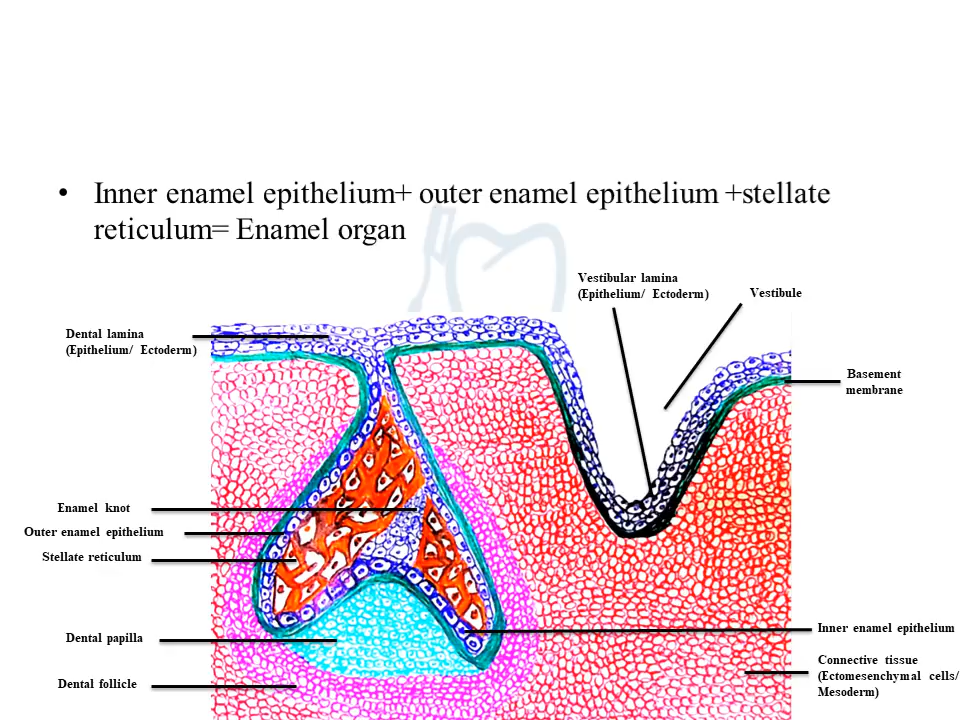 • Inner enamel epithelium+ outer enamel epithelium +stellate
reticulum= Enamel organ
Vestibular lamina
(Epithelium/ Ectoderm)
Vestibule
Dental lamina
(Epithelium/ Ectoderm)
Basement
membrane
Enamel knot
Outer enamel epithelium
Stellate reticulum
Dental papilla
Inner enamel epithelium
Connective tissue
(Ectomesenchymal cells/
Mesoderm)
Dental follicle